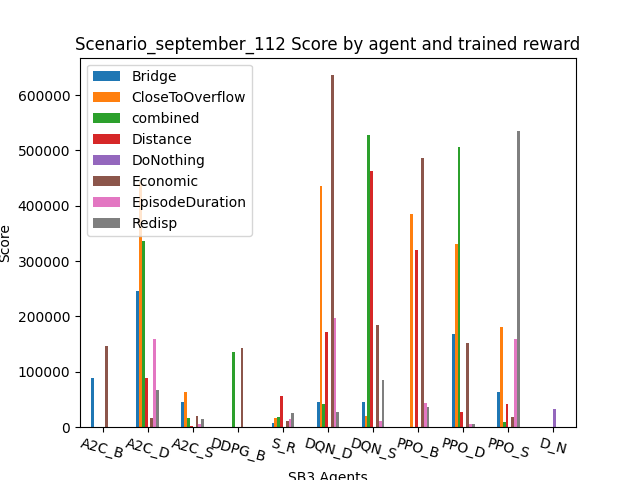 Scenario_september_112 Score by agent and trained reward
Bridge
CloseToOverflow
combined
Distance
DoNothing
Economic
EpisodeDuration
Redisp
Score
600000
500000
400000
300000
200000
100000
0
A2C_B
A2C_D
A2C_S
DDPG_B
S_R
DQN_D
DQN_S
PPO_B
PPO_D
PPO_S
D_N
SB3 Agents